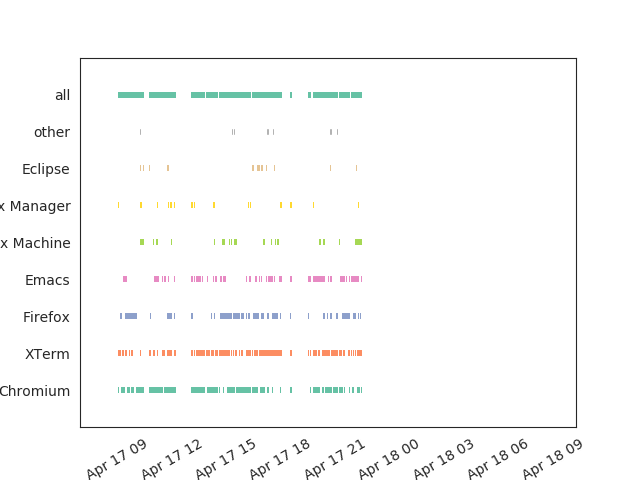 all
other
Eclipse
x Manager
x Machine
Emacs
Firefox
XTerm
Chromium
Apr 17 09 Apr 17 12 Apr 17 15 Apr 17 18 Apr 17 21 Apr 18 00 Apr 18 03 Apr 18 06 Apr 18 09